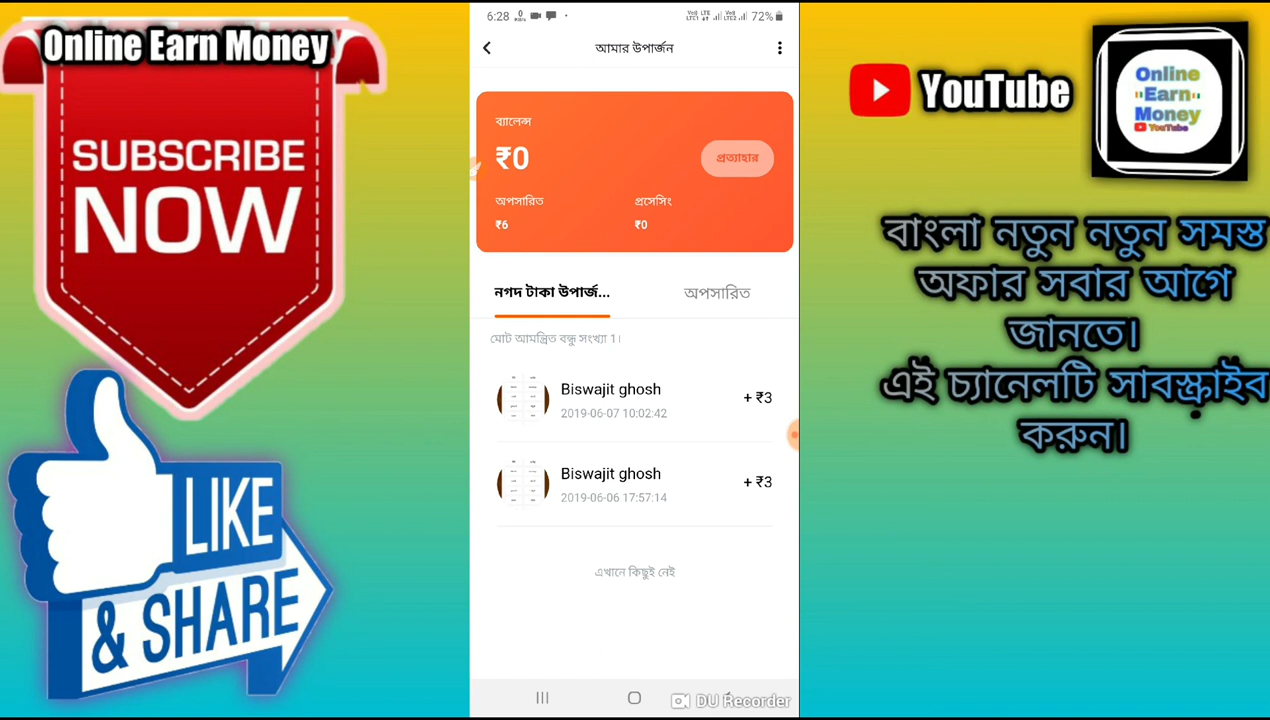 Online Earn Money
SUBSCRIBE
NOW
LIKE
& SHARE
6:28
72%
আমার উপার্জন
ব্যালেন্স
₹0
প্রত্যাহার
অপসারিত
প্রসেসিং
₹6
₹0
নগদ টাকা উপার্জ...
অপসারিত
মোট আমন্ত্রিত বন্ধু সংখ্যা 1।
Biswajit ghosh
+ ₹3
2019-06-07 10:02:42
Biswajit ghosh
+ ₹3
2019-06-06 17:57:14
এখানে কিছুই নেই
DU Recorder
YouTube
Online
Earn
Money
YouTube
বাংলা নতুন নতুন সমস্ত
অফার সবার আগে
জানতে।
এই চ্যানেলটি সাবস্ক্রাইব
করুন।